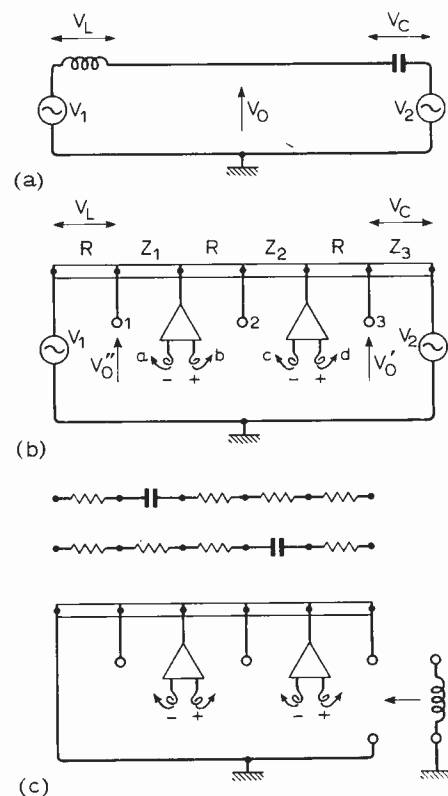 V_L V_C
V_1 V_O V_2
(a)
V_L V_C
R Z_1 R Z_2 R Z_3
1 2 3
V_1 V_O'' a b c d V_O' V_2
- + - +
(b)
- + - +
(c)